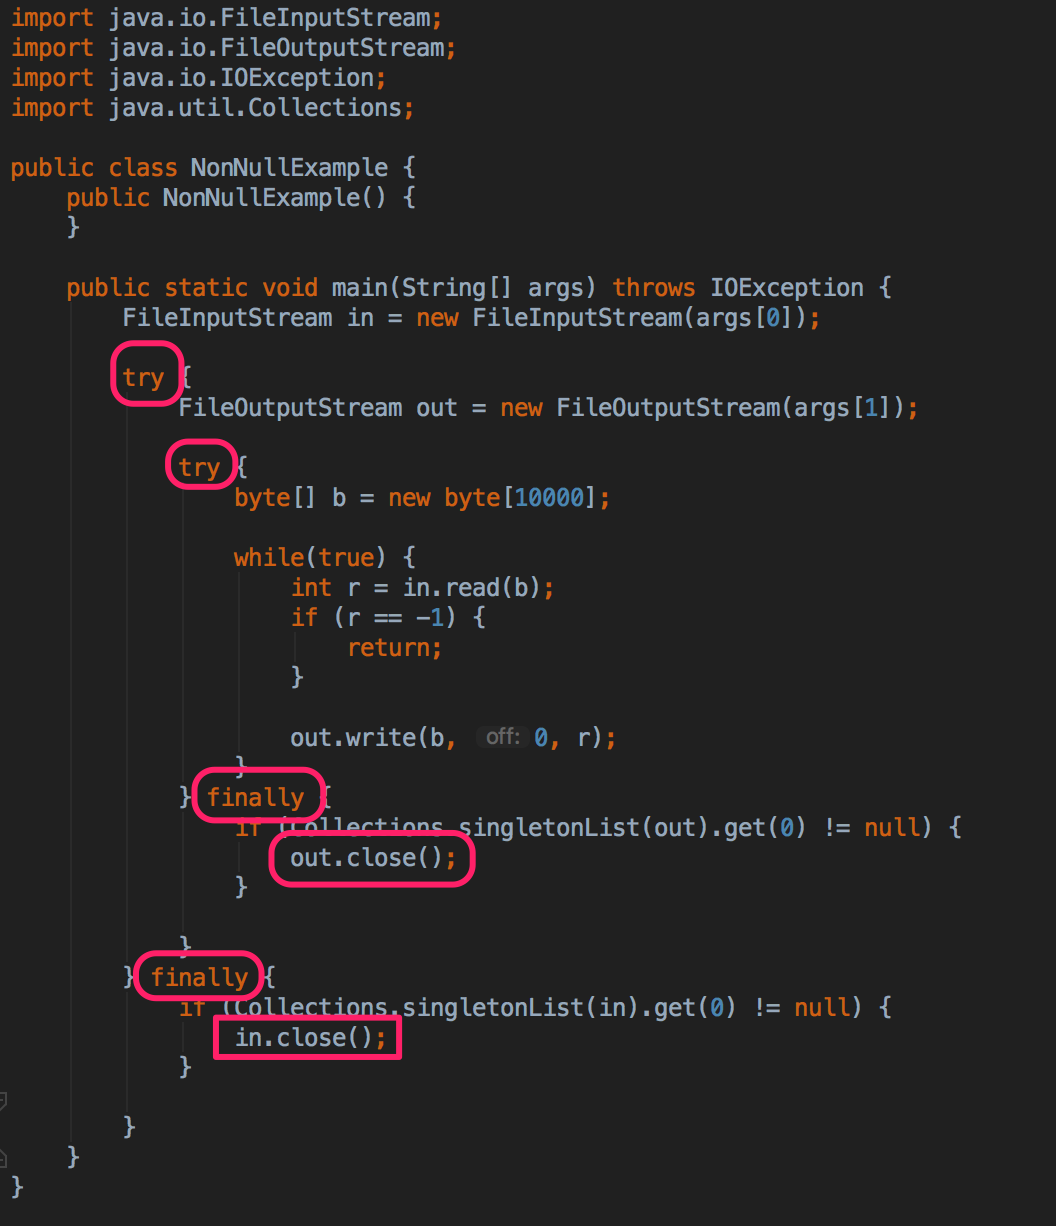 import java.io.FileInputStream;
import java.io.FileOutputStream;
import java.io.IOException;
import java.util.Collections;
public class NonNullExample {
public NonNullExample() {
}
public static void main(String[] args) throws IOException {
FileInputStream in = new FileInputStream(args[0]);
try {
FileOutputStream out = new FileOutputStream(args[1]);
try {
byte[] b = new byte[10000];
while(true) {
int r = in.read(b);
if (r == -1) {
return;
}
out.write(b, off: 0, r);
}
} finally {
if (Collections.singletonList(out).get(0) != null) {
out.close();
}
}
} finally {
if (Collections.singletonList(in).get(0) != null) {
in.close();
}
}
}
}